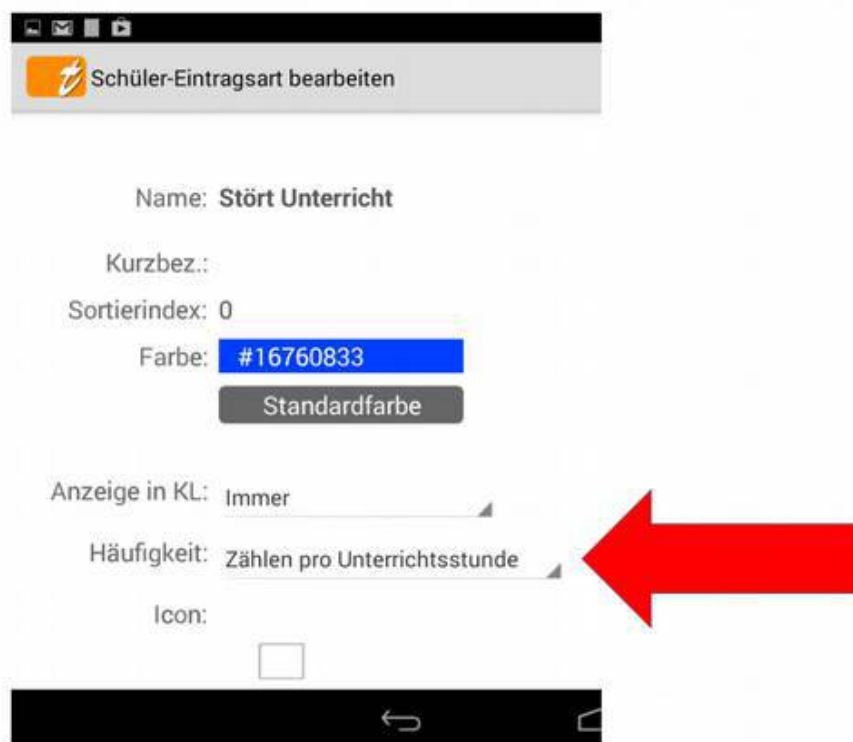 Schüler-Eintragsart bearbeiten
Name: Stört Unterricht
Kurzbez.:
Sortierindex: 0
Farbe: #16760833
Standardfarbe
Anzeige in KL: Immer
Häufigkeit: Zählen pro Unterrichtsstunde
Icon: